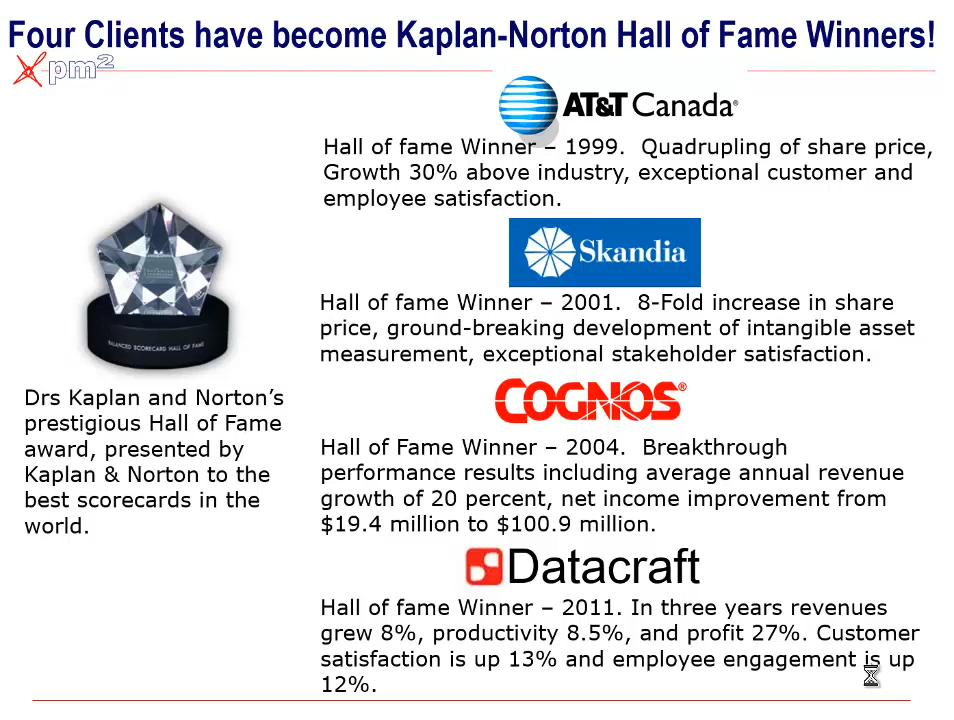 Four Clients have become Kaplan-Norton Hall of Fame Winners!
pm2
AT&T Canada®
Hall of fame Winner – 1999.  Quadrupling of share price,
Growth 30% above industry, exceptional customer and
employee satisfaction.
Skandia
Hall of fame Winner – 2001.  8-Fold increase in share
price, ground-breaking development of intangible asset
measurement, exceptional stakeholder satisfaction.
BALANCED SCORECARD HALL OF FAME
Drs Kaplan and Norton’s
prestigious Hall of Fame
award, presented by
Kaplan & Norton to the
best scorecards in the
world.
COGNOS®
Hall of Fame Winner – 2004.  Breakthrough
performance results including average annual revenue
growth of 20 percent, net income improvement from
$19.4 million to $100.9 million.
Datacraft
Hall of fame Winner – 2011. In three years revenues
grew 8%, productivity 8.5%, and profit 27%. Customer
satisfaction is up 13% and employee engagement is up
12%.